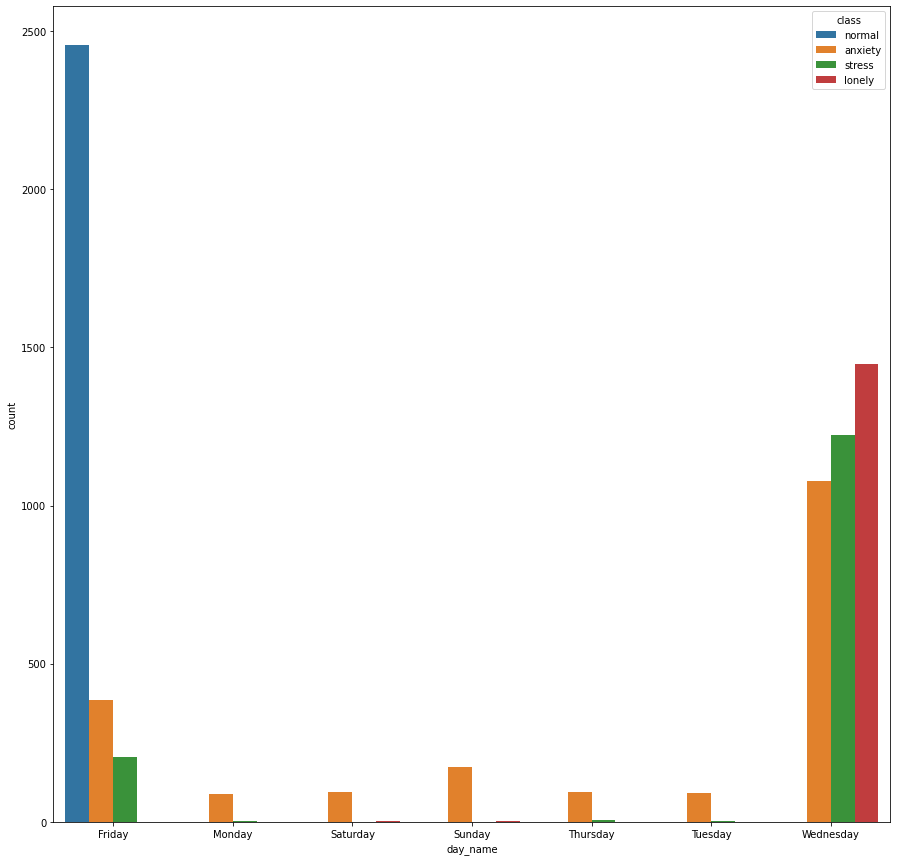 class
normal
anxiety
stress
lonely
2500
2000
1500
1000
500
0
count
Friday Monday Saturday Sunday Thursday Tuesday Wednesday
day_name